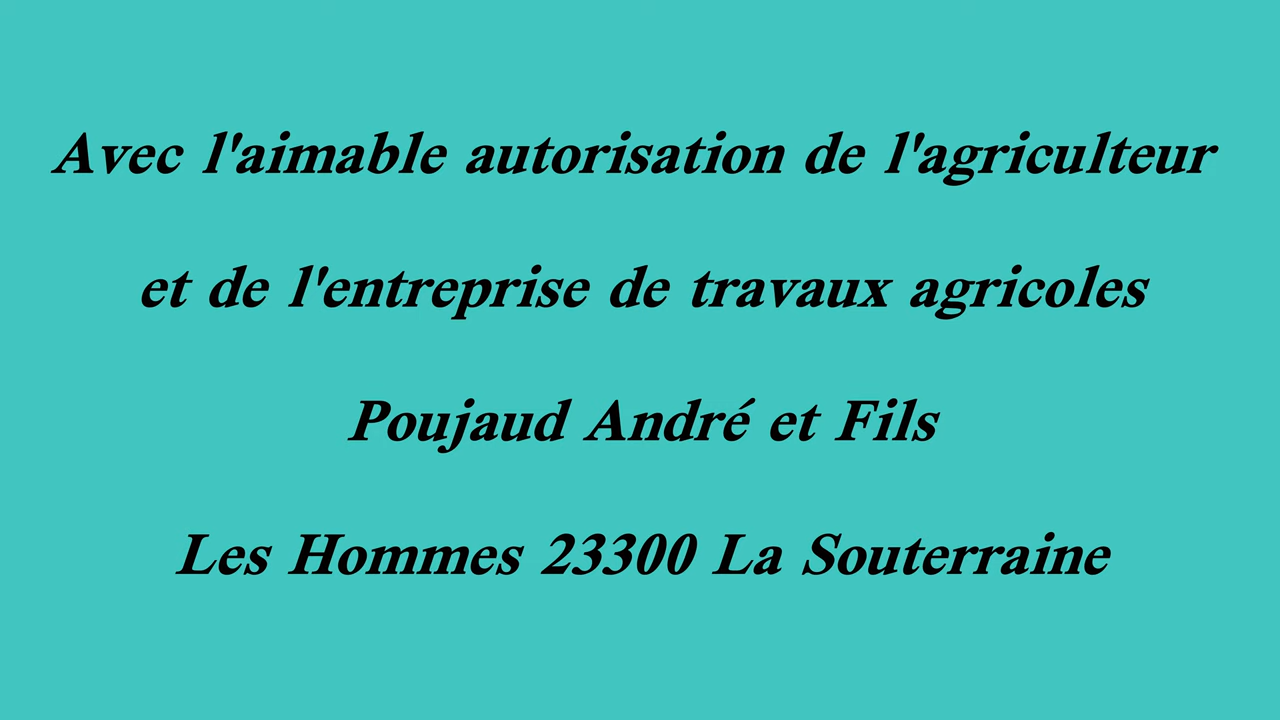 Avec l'aimable autorisation de l'agriculteur
et de l'entreprise de travaux agricoles
Poujaud André et Fils
Les Hommes 23300 La Souterraine